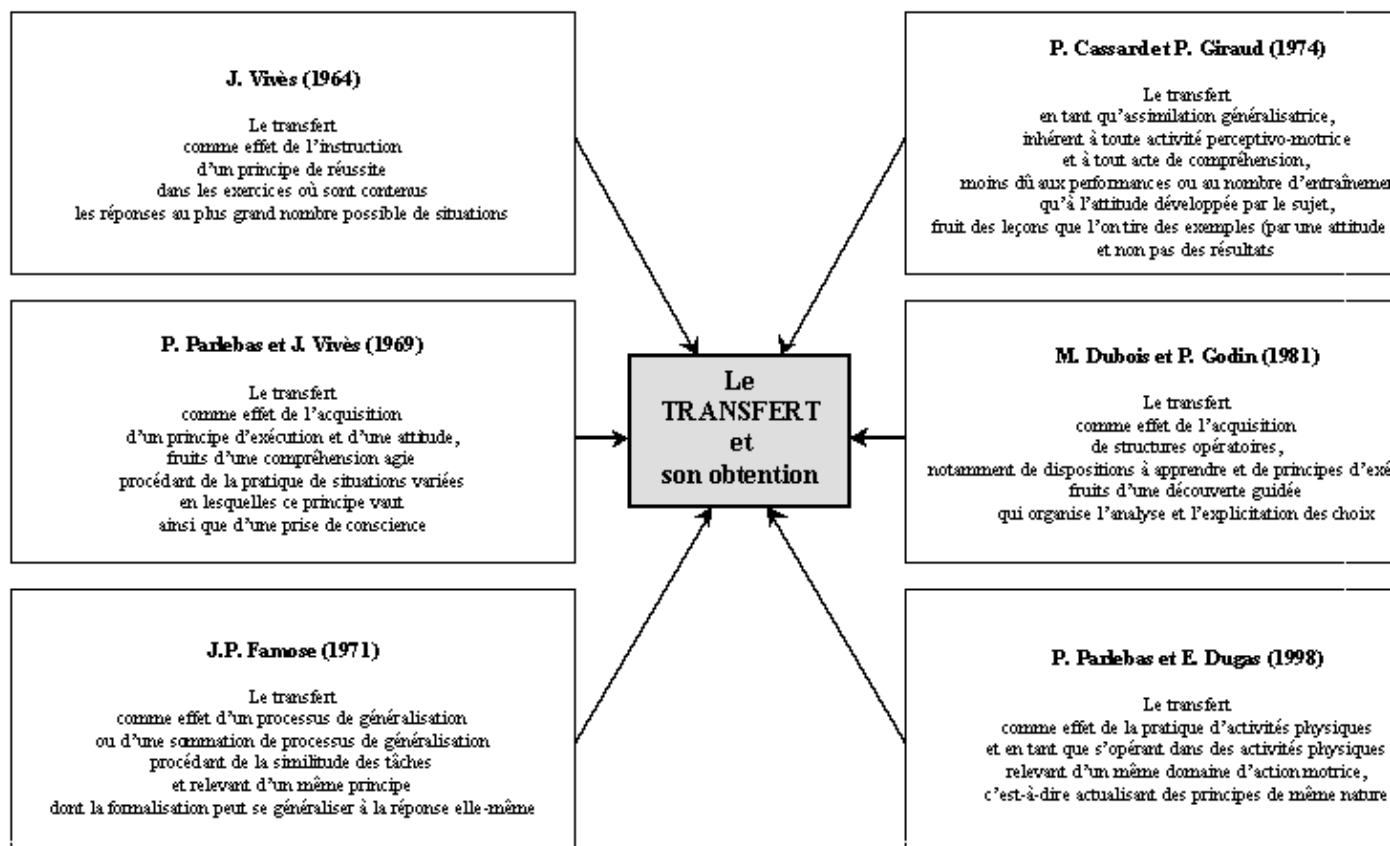 J. Vivès (1964)
Le transfert
comme effet de l’instruction
d’un principe de réussite
dans les exercices où sont contenus
les réponses au plus grand nombre possible de situations
P. Parlebas et J. Vivès (1969)
Le transfert
comme effet de l’acquisition
d’un principe d’exécution et d’une attitude,
fruits d’une compréhension agie
procédant de la pratique de situations variées
en lesquelles ce principe vaut
ainsi que d’une prise de conscience
J.P. Famose (1971)
Le transfert
comme effet d’un processus de généralisation
ou d’une sommation de processus de généralisation
procédant de la similitude des tâches
et relevant d’un même principe
dont la formalisation peut se généraliser à la réponse elle-même
Le
TRANSFERT
et
son obtention
P. Cassard et P. Giraud (1974)
Le transfert
en tant qu’assimilation généralisatrice,
inhérent à toute activité perceptivo-motrice
et à tout acte de compréhension,
moins dû aux performances ou au nombre
qu’à l’attitude développée par le sujet,
fruit des leçons que l’on tire des exemples (par une attitude
et non pas des résultats
M. Dubois et P. Godin (1981)
Le transfert
comme effet de l’acquisition
de structures opératoires,
notamment de dispositions à apprendre et de principes
fruits d’une découverte guidée
qui organise l’analyse et l’explicitation des choix
P. Parlebas et E. Dugas (1998)
Le transfert
comme effet de la pratique d’activités physiques
et en tant que s’opérant dans des activités physiques
relevant d’un même domaine d’action motrice,
c’est-à-dire actualisant des principes de même nature